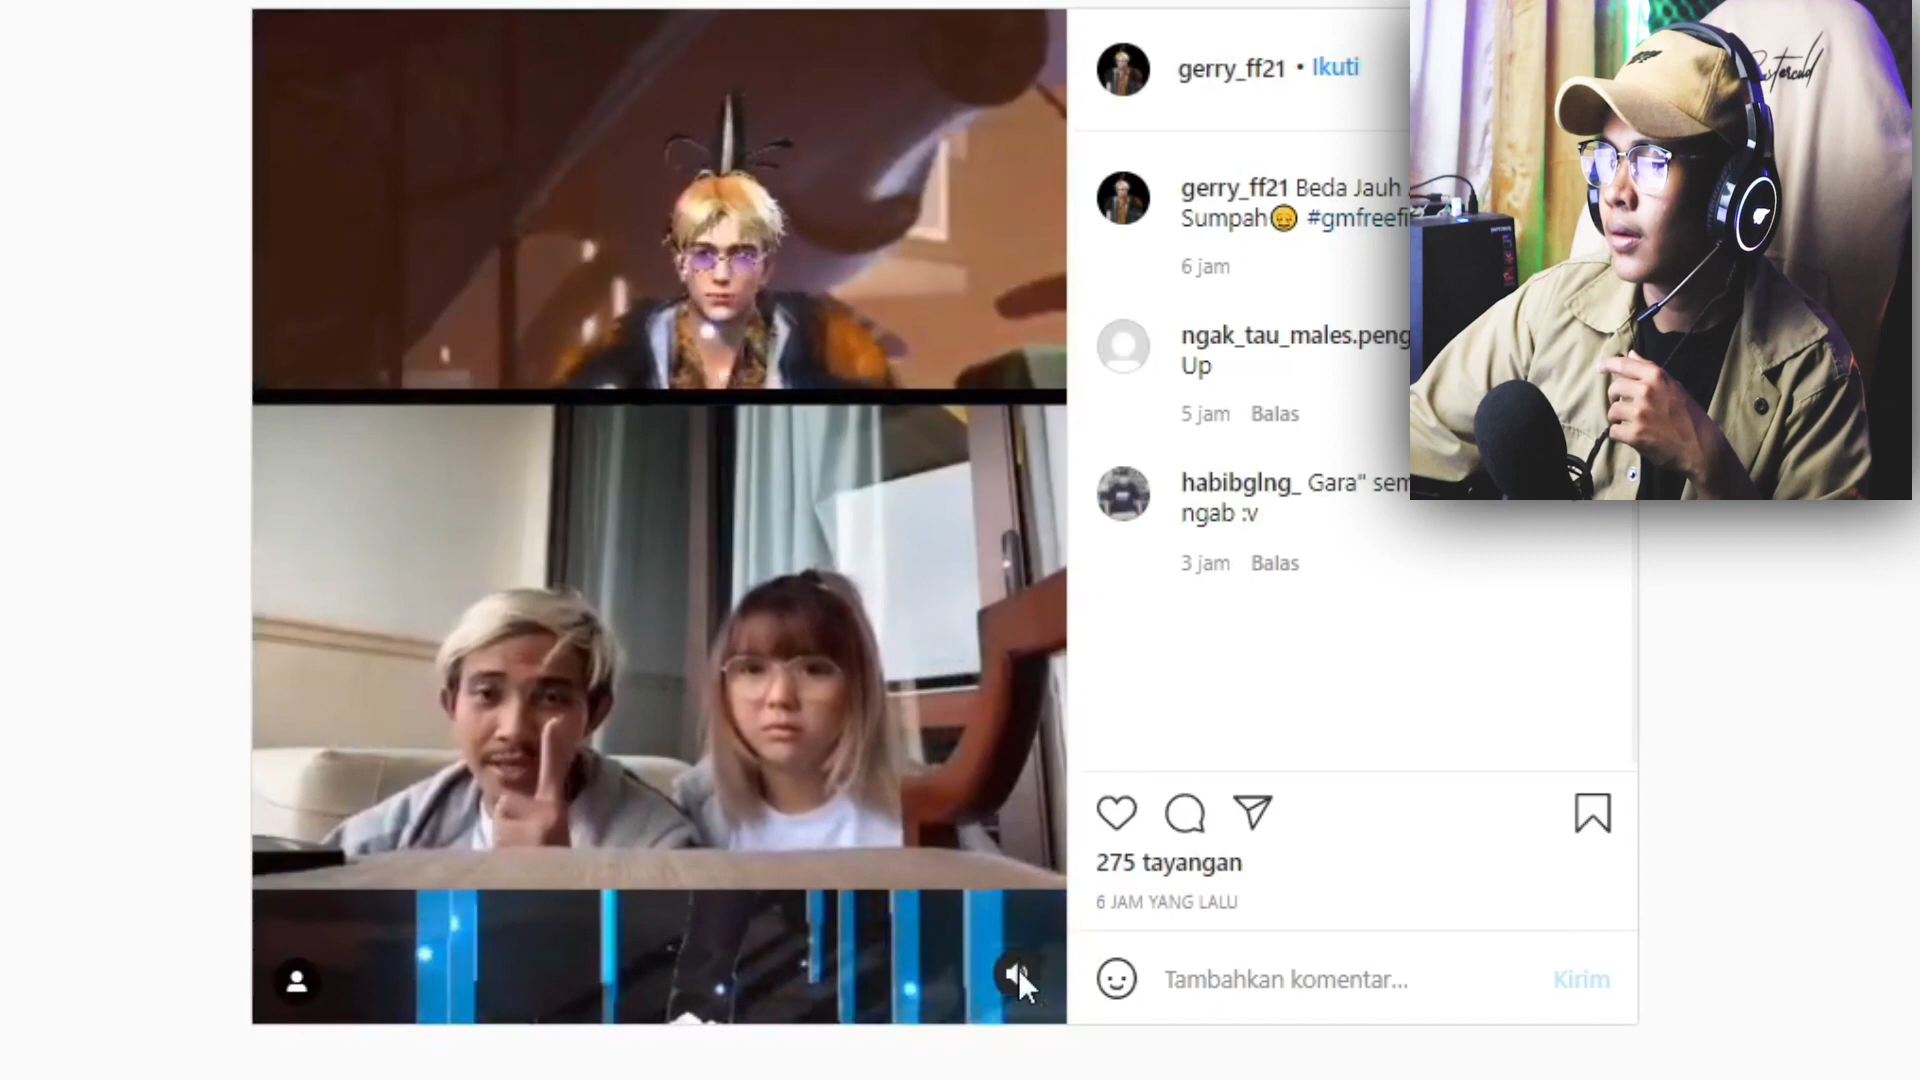 gerry_ff21 • Ikuti
gerry_ff21 Beda Jauh
Sumpah #gmfreefi
6 jam
ngak_tau_males.peng
Up
5 jam Balas
habibglng_ Gara" sem
ngab :v
3 jam Balas
275 tayangan
6 JAM YANG LALU
Tambahkan komentar... Kirim